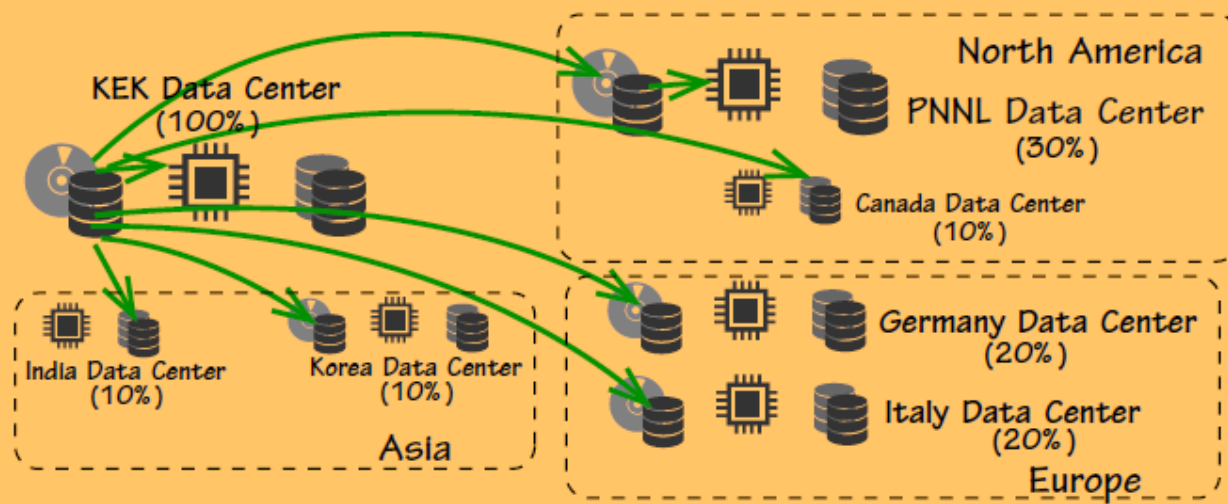 KEK Data Center
(100%)
North America
PNNL Data Center
(30%)
Canada Data Center
(10%)
India Data Center
(10%)
Korea Data Center
(10%)
Asia
Germany Data Center
(20%)
Italy Data Center
(20%)
Europe